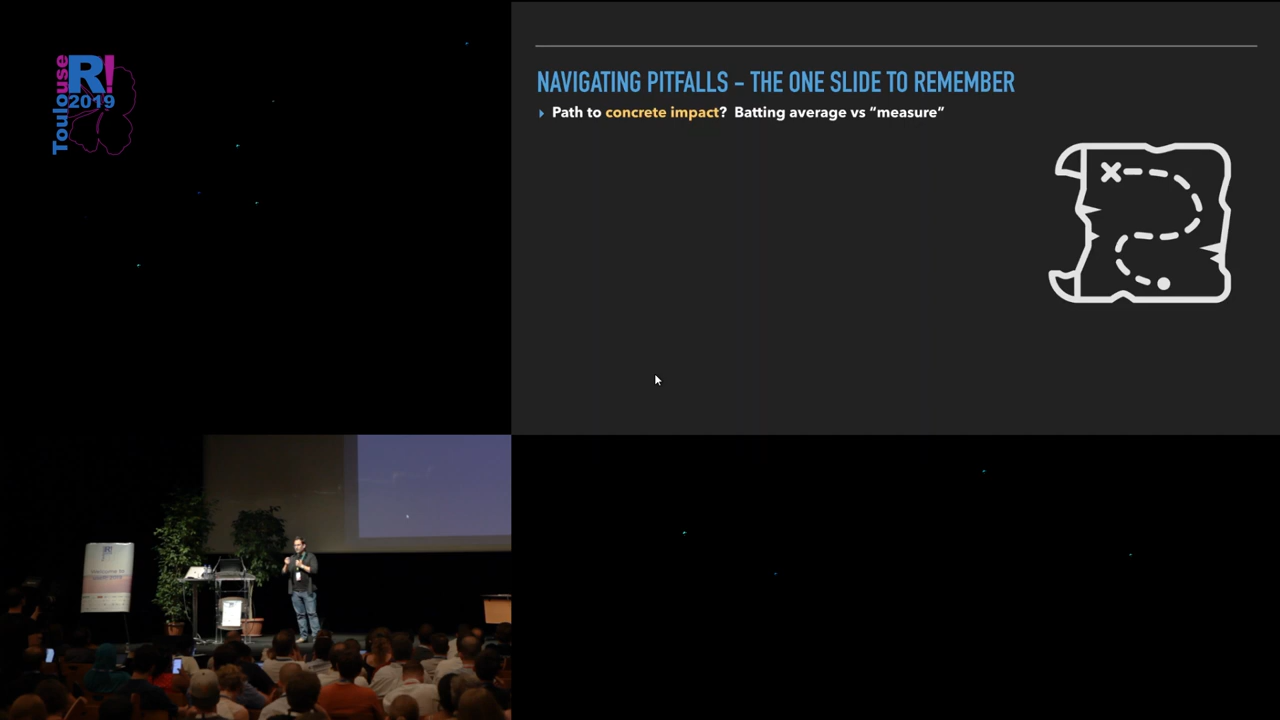 Toulouse
R!
2019
NAVIGATING PITFALLS – THE ONE SLIDE TO REMEMBER
Path to concrete impact? Batting average vs “measure”